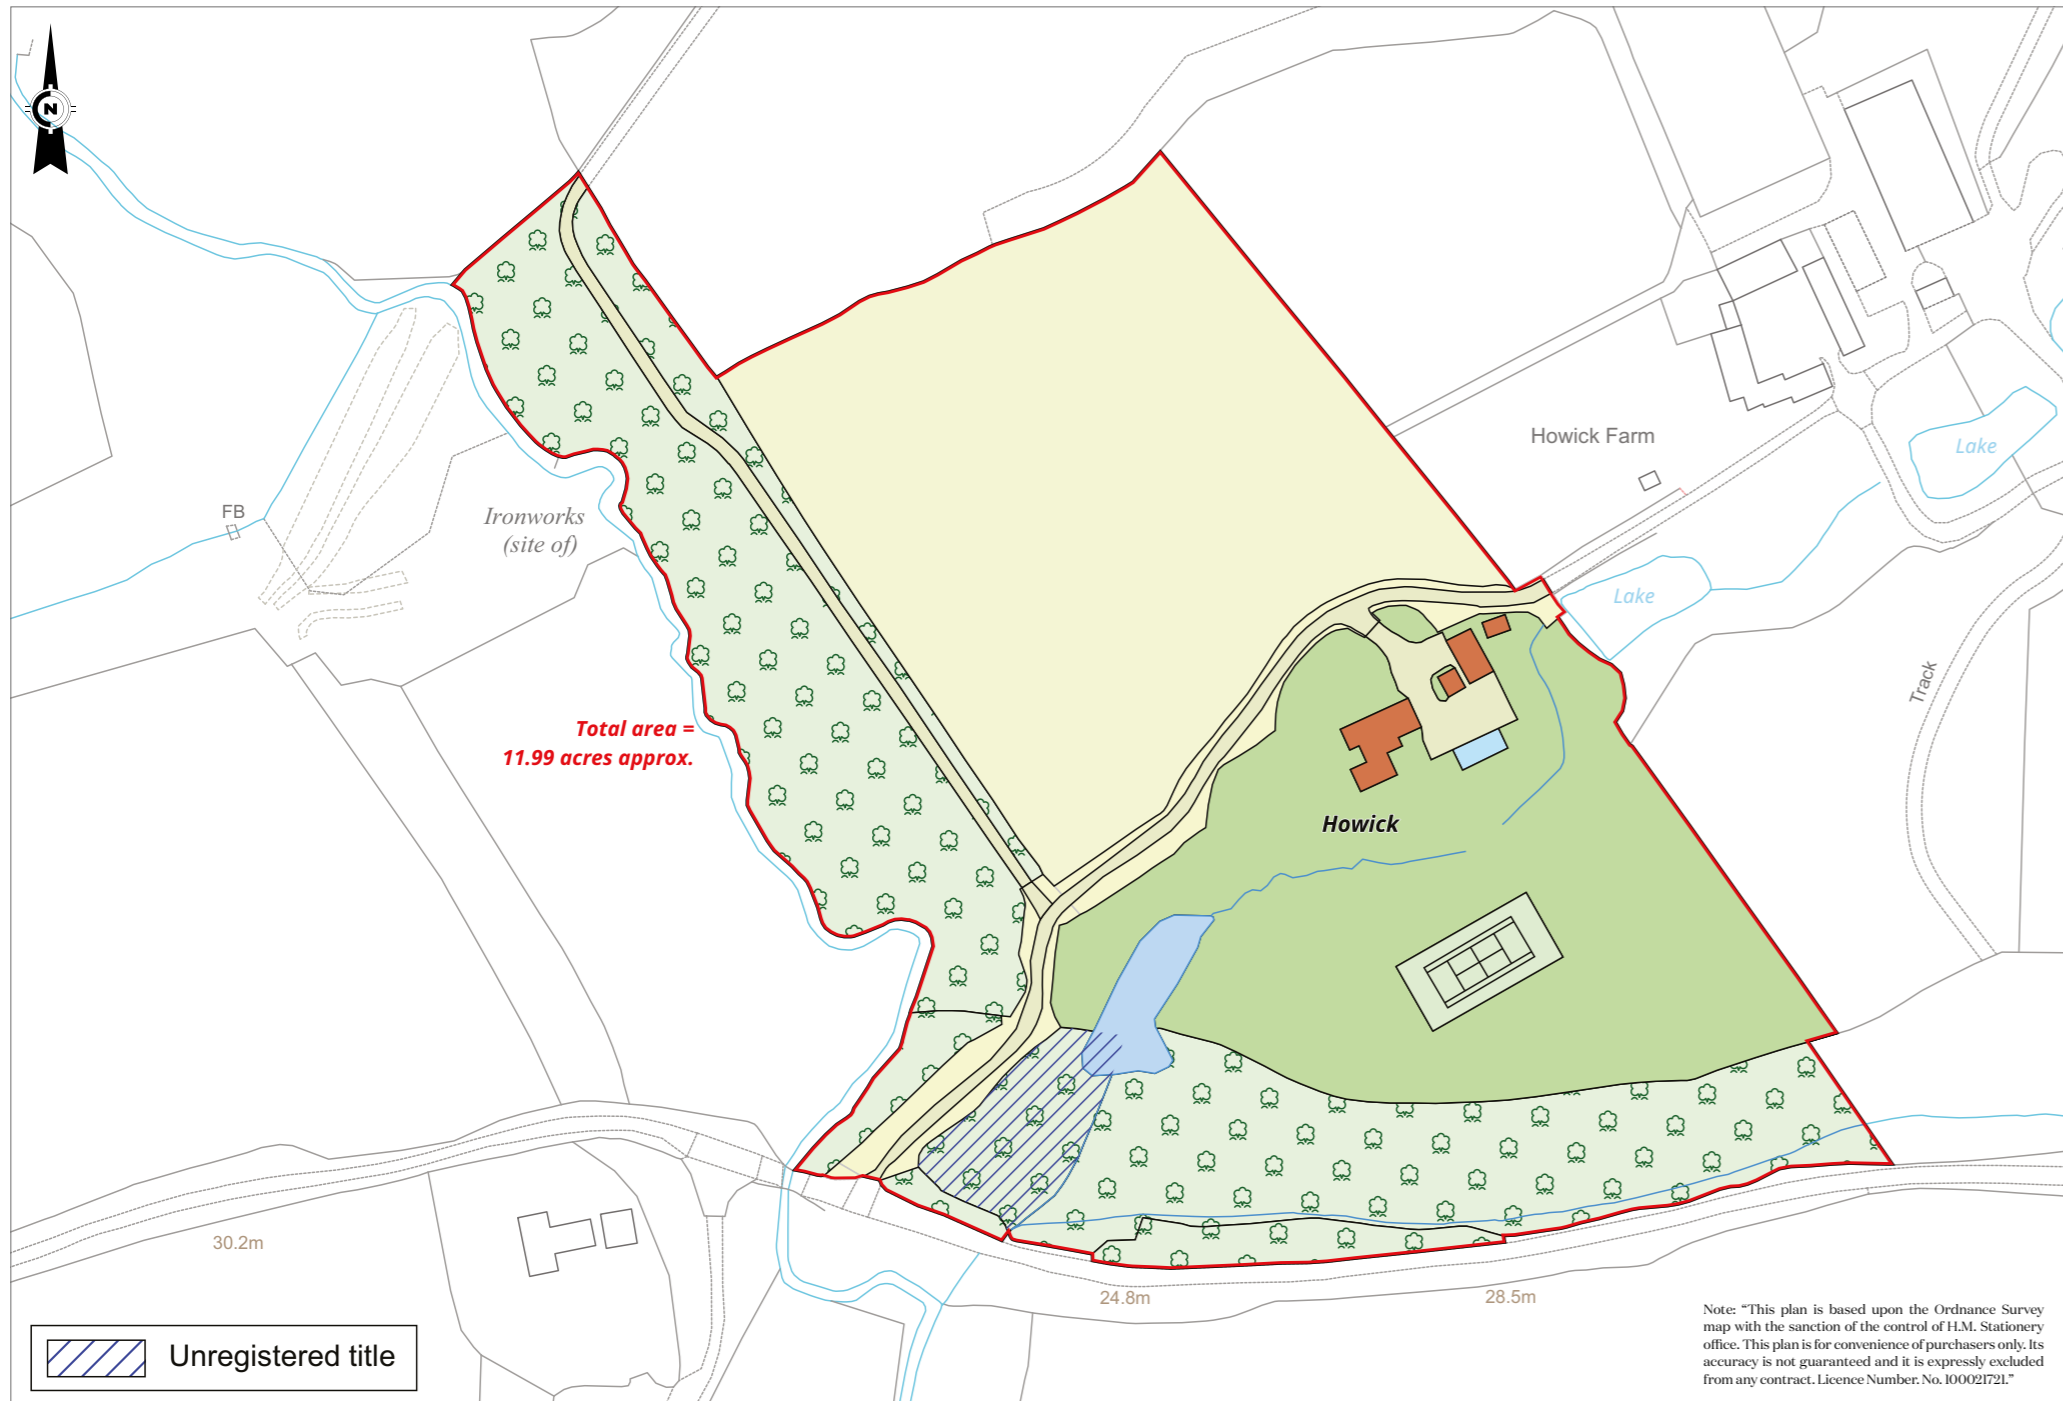 N
Howick Farm
Lake
FB
Ironworks
(site of)
Lake
Track
Total area =
11.99 acres approx.
Howick
30.2m
24.8m
28.5m
Unregistered title
Note: “This plan is based upon the Ordnance Survey
map with the sanction of the control of H.M. Stationery
office. This plan is for convenience of purchasers only. Its
accuracy is not guaranteed and it is expressly excluded
from any contract. Licence Number. No. 100021721.”